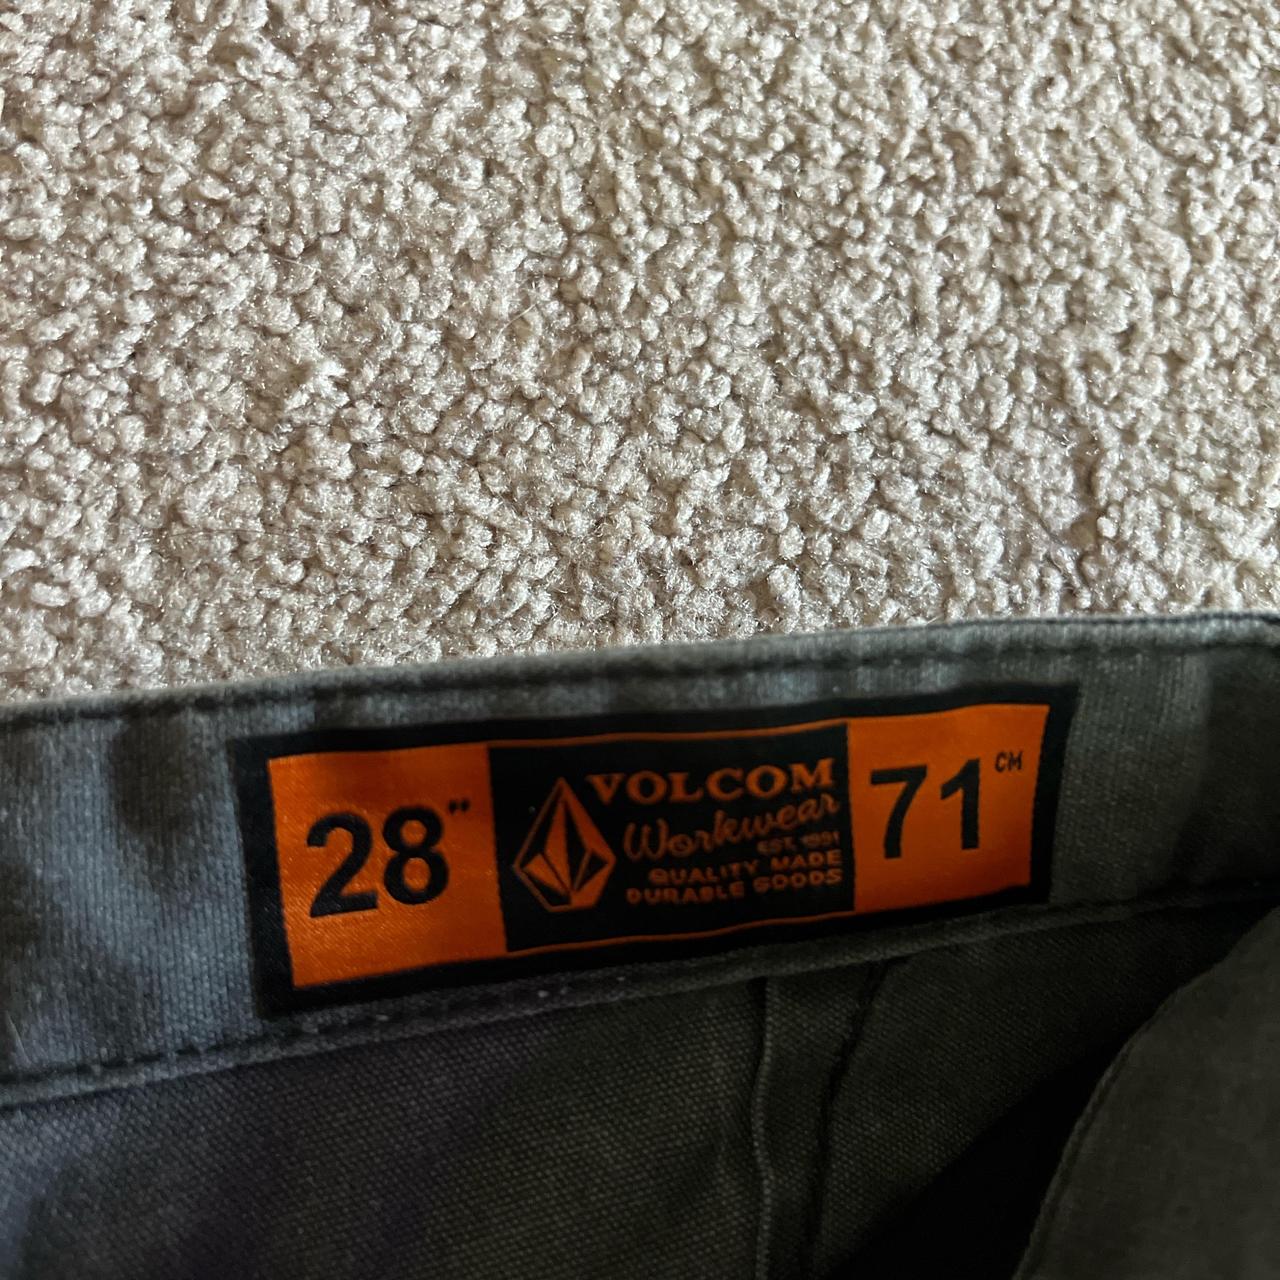 28"
VOLCOM
Workwear
EST. 1991
QUALITY MADE
DURABLE GOODS
71 CM